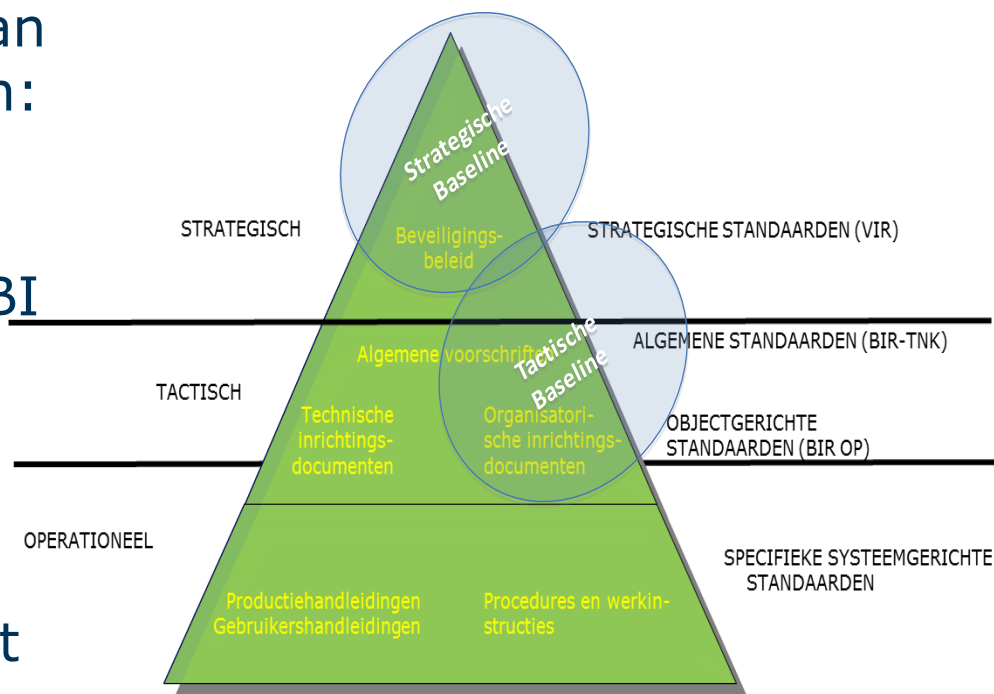 an
n:
BI
t
Strategische
Baseline
STRATEGISCH
Beveiligings-
beleid
STRATEGISCHE STANDAARDEN (VIR)
Algemene voorschrifte
Tactische
Baseline
ALGEMENE STANDAARDEN (BIR-TNK)
TACTISCH
Technische
inrichtings-
documenten
Organisatori-
sche inrichtings-
documenten
OBJECTGERICHTE
STANDAARDEN (BIR OP)
OPERATIONEEL
SPECIFIEKE SYSTEEMGERICHTE
STANDAARDEN
Productiehandleidingen
Gebruikershandleidingen
Procedures en werkin-
structies